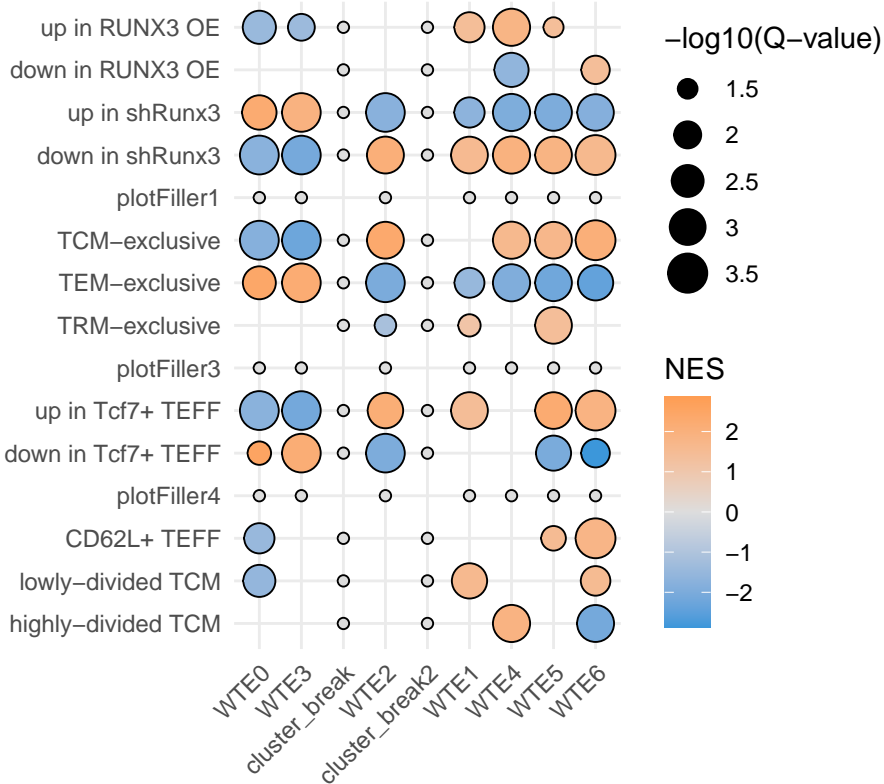 up in RUNX3 OE
down in RUNX3 OE
up in shRunx3
down in shRunx3
plotFiller1
TCM−exclusive
TEM−exclusive
TRM−exclusive
plotFiller3
up in Tcf7+ TEFF
down in Tcf7+ TEFF
plotFiller4
CD62L+ TEFF
lowly−divided TCM
highly−divided TCM
WTE0
WTE3
cluster_break
WTE2
cluster_break2
WTE1
WTE4
WTE5
WTE6
−log10(Q−value)
1.5
2
2.5
3
3.5
NES
2
1
0
−1
−2